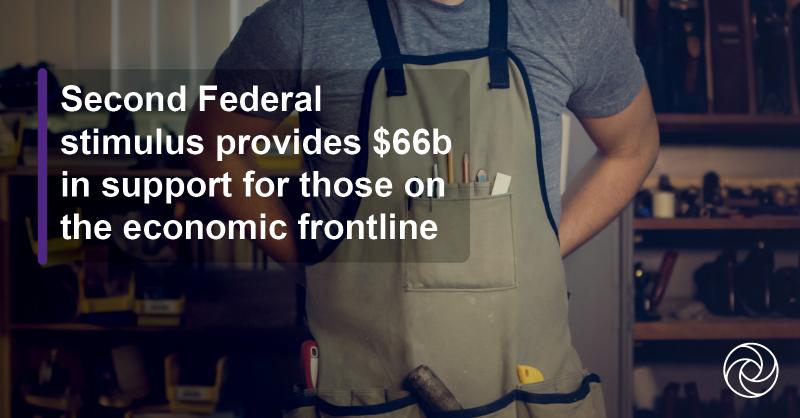 Second Federal
stimulus provides $66b
in support for those on
the economic frontline